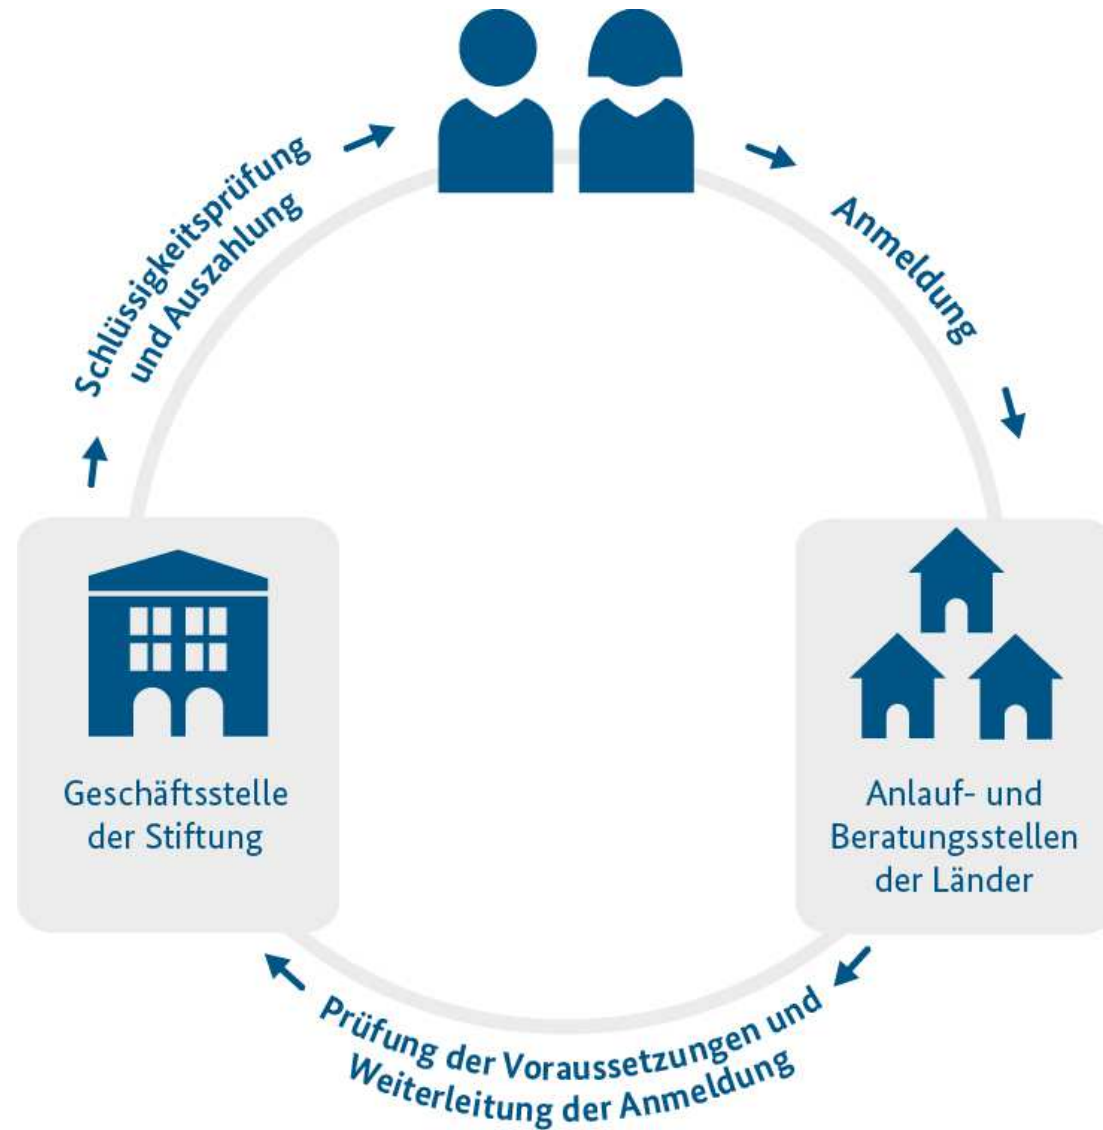 Schlüssigkeitsprüfung
und Auszahlung
Anmeldung
Geschäftsstelle
der Stiftung
Anlauf- und
Beratungsstellen
der Länder
Prüfung der Voraussetzungen und
Weiterleitung der Anmeldung